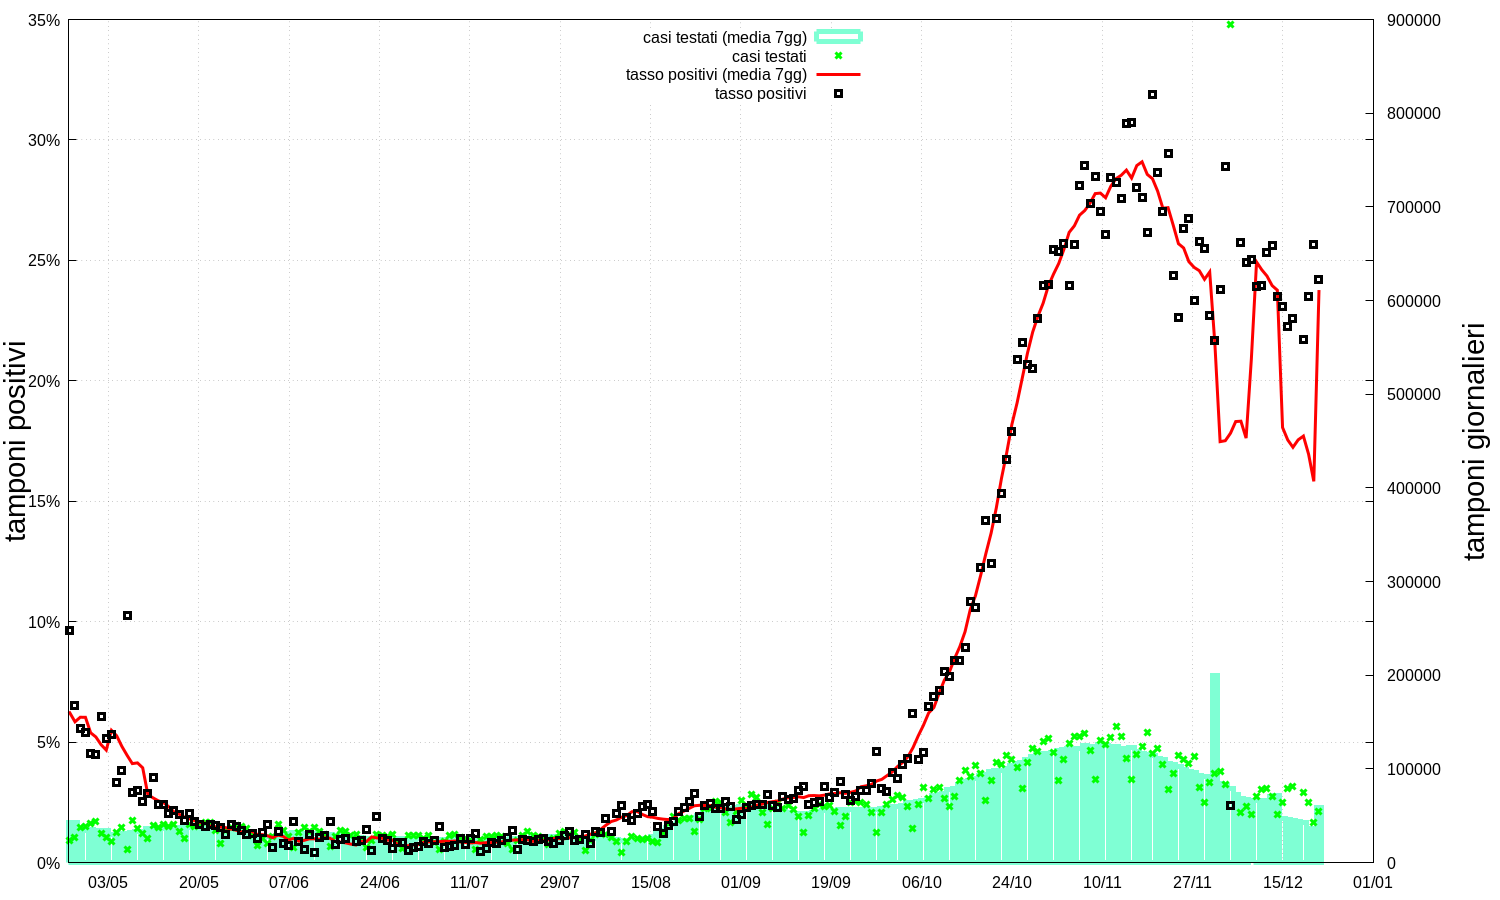 casi testati (media 7gg)
casi testati
tasso positivi (media 7gg)
tasso positivi
tamponi positivi
35%
30%
25%
20%
15%
10%
5%
0%
900000
800000
700000
600000
500000
400000
300000
200000
100000
0
tamponi giornalieri
03/05 20/05 07/06 24/06 11/07 29/07 15/08 01/09 19/09 06/10 24/10 10/11 27/11 15/12 01/01